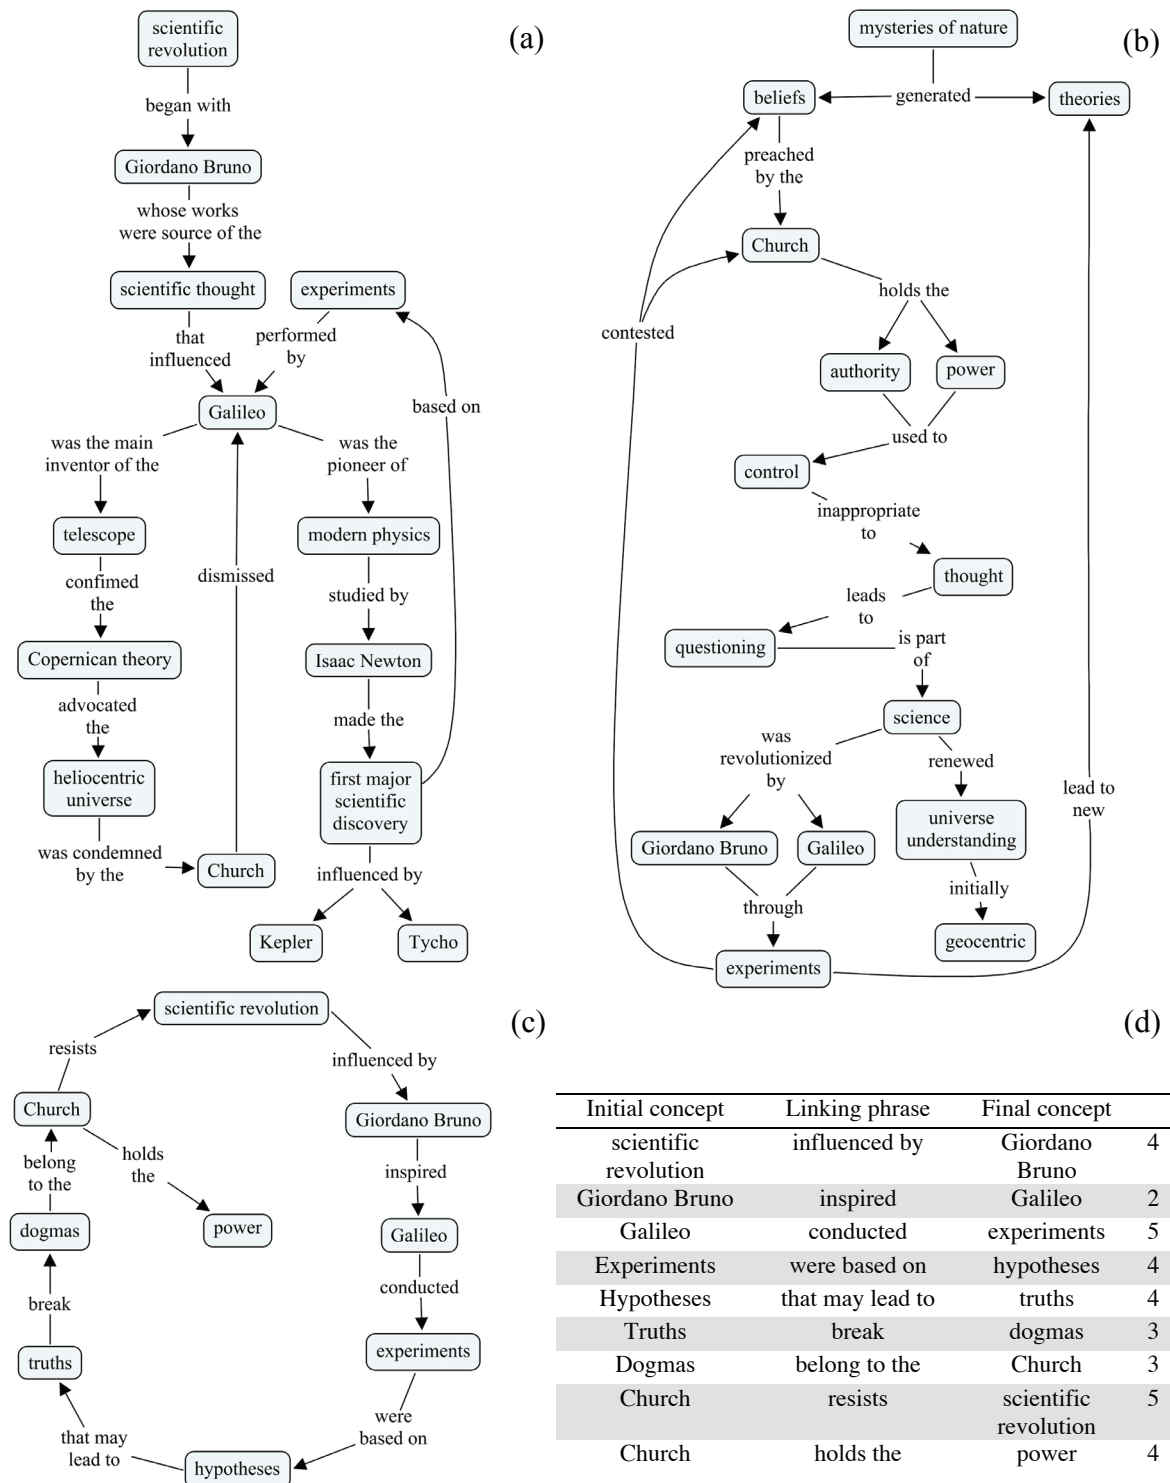 (a)
scientific
revolution
began with
Giordano Bruno
whose works
were source of the
scientific thought
experiments
that
influenced
performed
by
Galileo
based on
was the main
inventor of the
was the
pioneer of
telescope
modern physics
dismissed
confimed
the
studied by
Copernican theory
Isaac Newton
advocated
the
made the
heliocentric
universe
first major
scientific
discovery
was condemned
by the
Church
influenced by
Kepler
Tycho
(b)
mysteries of nature
beliefs
generated
theories
preached
by the
Church
contested
holds the
authority
power
used to
control
inappropriate
to
thought
leads
to
questioning
is part
of
science
was
revolutionized
by
renewed
lead to
new
universe
understanding
Giordano Bruno
Galileo
initially
through
geocentric
experiments
(c)
scientific revolution
resists
influenced by
Church
Giordano Bruno
holds
the
belong
to the
inspired
dogmas
power
Galileo
conducted
break
truths
experiments
were
based on
that may
lead to
hypotheses
(d)
Initial concept Linking phrase Final concept
scientific influenced by Giordano 4
revolution Bruno
Giordano Bruno inspired Galileo 2
Galileo conducted experiments 5
Experiments were based on hypotheses 4
Hypotheses that may lead to truths 4
Truths break dogmas 3
Dogmas belong to the Church 3
Church resists scientific 5
revolution
Church holds the power 4